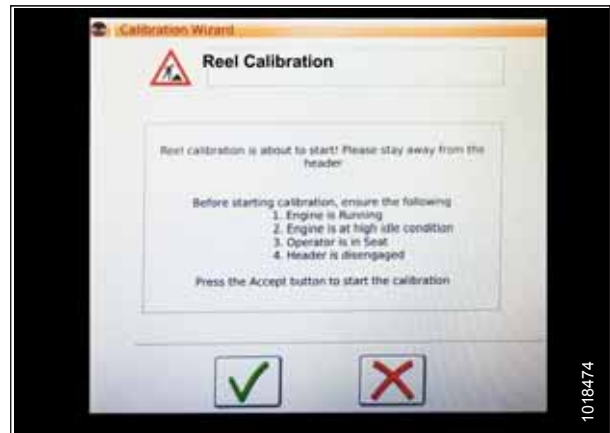 Calibration Wizard
Reel Calibration
Reel calibration is about to start! Please stay away from the
header
Before starting calibration, ensure the following
1. Engine is Running
2. Engine is at high idle condition
3. Operator is in Seat
4. Header is disengaged
Press the Accept button to start the calibration
1018474